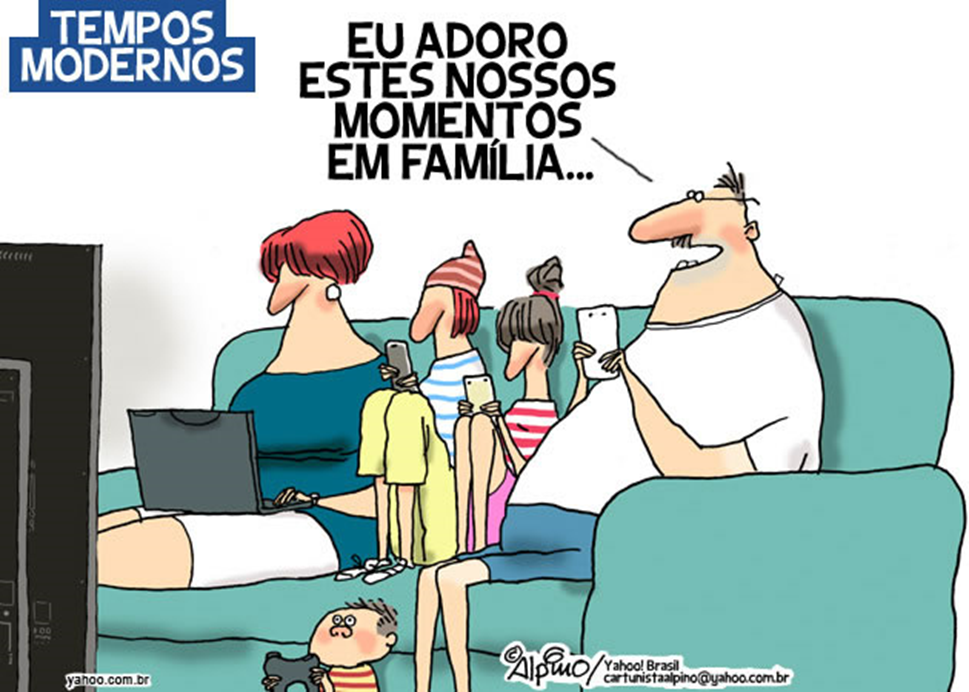 TEMPOS
MODERNOS
EU ADORO
ESTES NOSSOS
MOMENTOS
EM FAMÍLIA...
yahoo.com.br
©Alpino/
Yahoo! Brasil
cartunistaalpino@yahoo.com.br